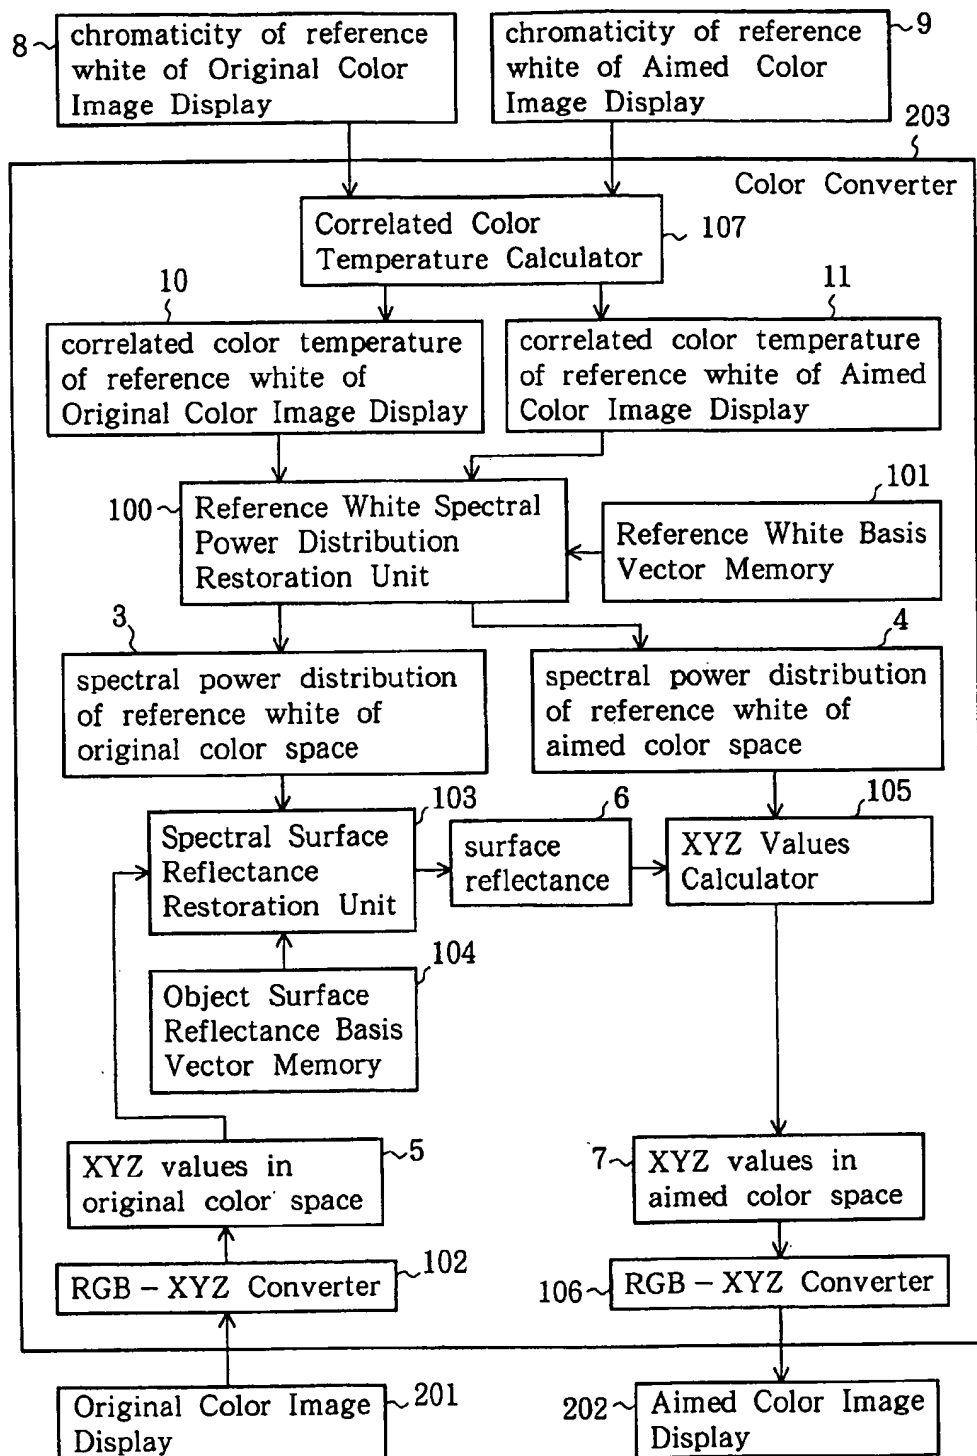 8
chromaticity of reference
white of Original Color
Image Display
chromaticity of reference
white of Aimed Color
Image Display
9
203
Color Converter
Correlated Color
Temperature Calculator
107
10
correlated color temperature
of reference white of
Original Color Image Display
11
correlated color temperature
of reference white of Aimed
Color Image Display
100
Reference White Spectral
Power Distribution
Restoration Unit
101
Reference White Basis
Vector Memory
3
spectral power distribution
of reference white of
original color space
4
spectral power distribution
of reference white of
aimed color space
103
Spectral Surface
Reflectance
Restoration Unit
6
surface
reflectance
105
XYZ Values
Calculator
104
Object Surface
Reflectance Basis
Vector Memory
5
XYZ values in
original color space
7
XYZ values in
aimed color space
RGB – XYZ Converter
102
106
RGB – XYZ Converter
Original Color Image
Display
201
202
Aimed Color Image
Display